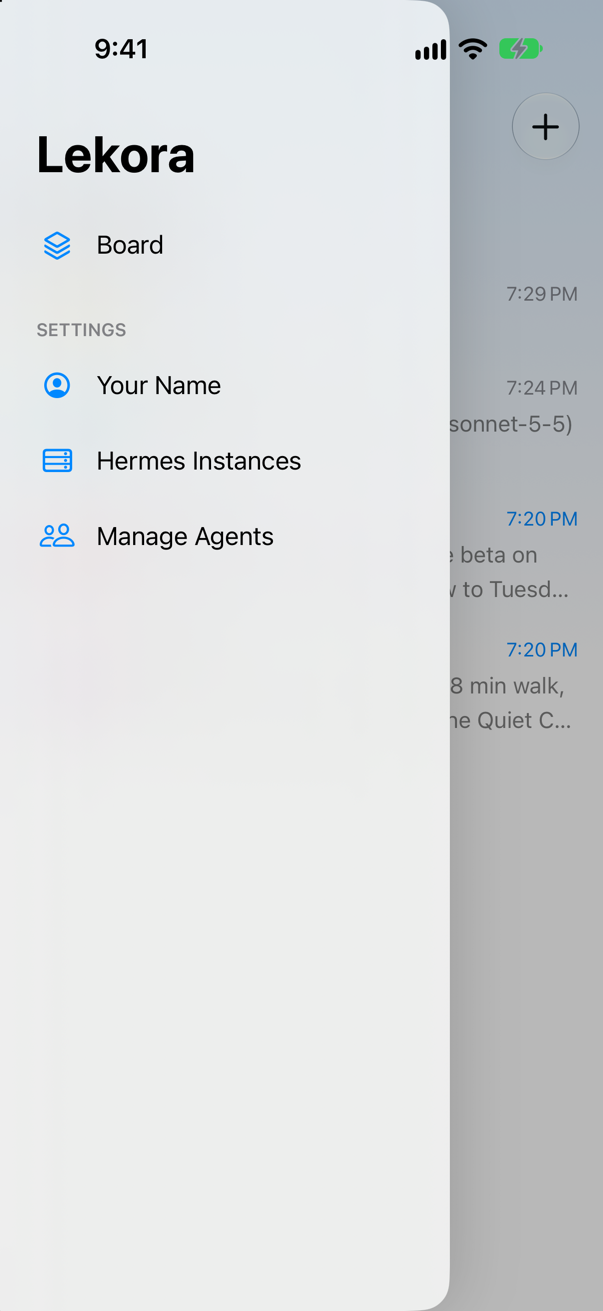 9:41
Lekora
Board
SETTINGS
Your Name
Hermes Instances
Manage Agents
7:29 PM
7:24 PM
sonnet-5-5)
7:20 PM
beta on
to Tuesd...
7:20 PM
8 min walk,
Quiet C...